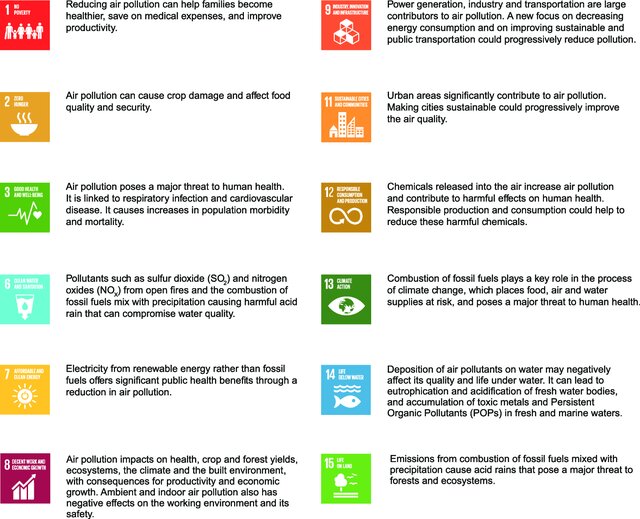 1 NO
POVERTY
Reducing air pollution can help families become
healthier, save on medical expenses, and improve
productivity.
2 ZERO
HUNGER
Air pollution can cause crop damage and affect food
quality and security.
3 GOOD HEALTH
AND WELL-BEING
Air pollution poses a major threat to human health.
It is linked to respiratory infection and cardiovascular
disease. It causes increases in population morbidity
and mortality.
6 CLEAN WATER
AND SANITATION
Pollutants such as sulfur dioxide (SO2) and nitrogen
oxides (NOx) from open fires and the combustion of
fossil fuels mix with precipitation causing harmful acid
rain that can compromise water quality.
7 AFFORDABLE AND
CLEAN ENERGY
Electricity from renewable energy rather than fossil
fuels offers significant public health benefits through a
reduction in air pollution.
8 DECENT WORK AND
ECONOMIC GROWTH
Air pollution impacts on health, crop and forest yields,
ecosystems, the climate and the built environment,
with consequences for productivity and economic
growth. Ambient and indoor air pollution also has
negative effects on the working environment and its
safety.
9 INDUSTRY, INNOVATION
AND INFRASTRUCTURE
Power generation, industry and transportation are large
contributors to air pollution. A new focus on decreasing
energy consumption and on improving sustainable and
public transportation could progressively reduce pollution.
11 SUSTAINABLE CITIES
AND COMMUNITIES
Urban areas significantly contribute to air pollution.
Making cities sustainable could progressively improve
the air quality.
12 RESPONSIBLE
CONSUMPTION
AND PRODUCTION
Chemicals released into the air increase air pollution
and contribute to harmful effects on human health.
Responsible production and consumption could help to
reduce these harmful chemicals.
13 CLIMATE
ACTION
Combustion of fossil fuels plays a key role in the process
of climate change, which places food, air and water
supplies at risk, and poses a major threat to human health.
14 LIFE
BELOW WATER
Deposition of air pollutants on water may negatively
affect its quality and life under water. It can lead to
eutrophication and acidification of fresh water bodies,
and accumulation of toxic metals and Persistent
Organic Pollutants (POPs) in fresh and marine waters.
15 LIFE
ON LAND
Emissions from combustion of fossil fuels mixed with
precipitation cause acid rains that pose a major threat to
forests and ecosystems.